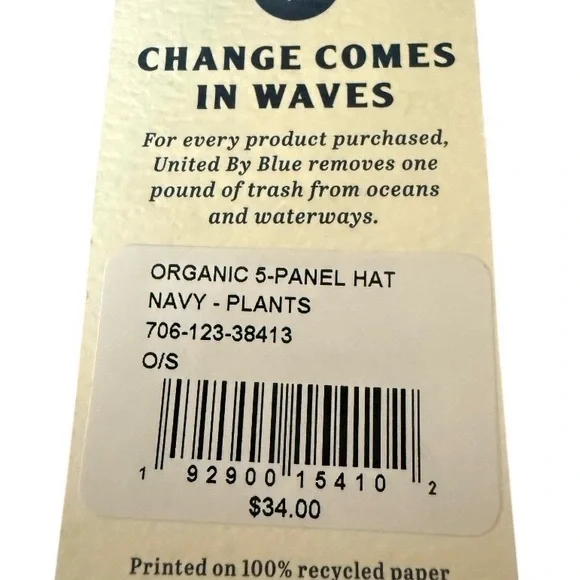 CHANGE COMES
IN WAVES
For every product purchased,
United By Blue removes one
pound of trash from oceans
and waterways.
ORGANIC 5-PANEL HAT
NAVY - PLANTS
706-123-38413
O/S
1 92900 15410 2
$34.00
Printed on 100% recycled paper